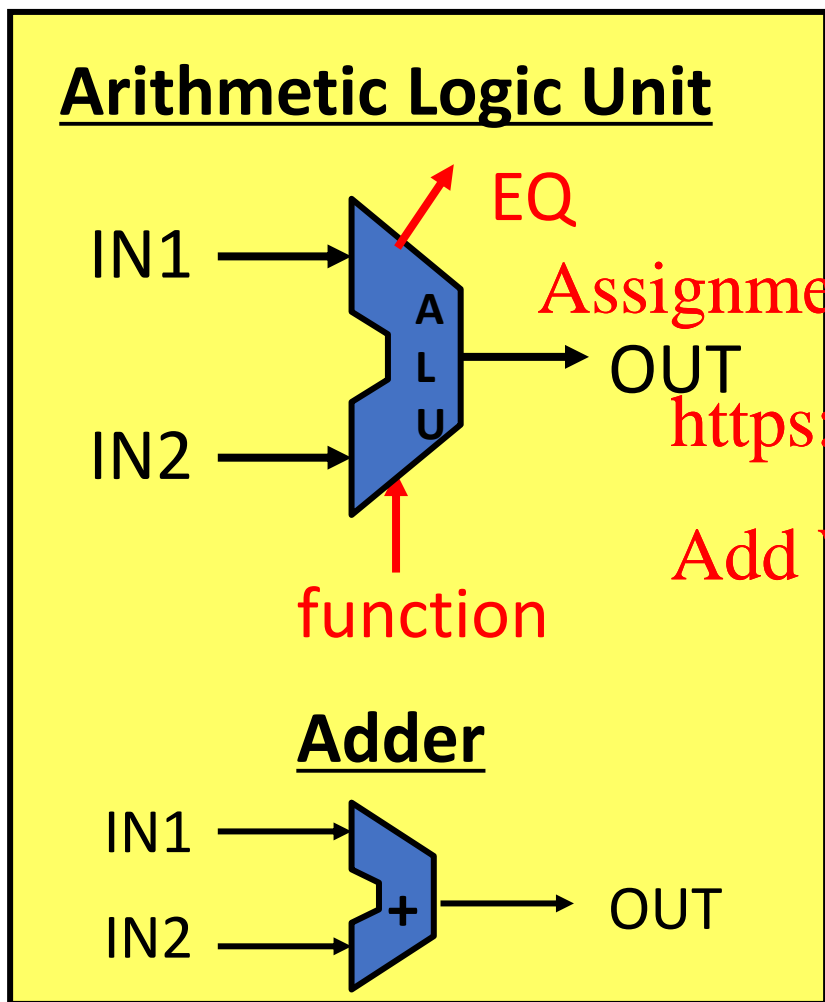 Arithmetic Logic Unit
EQ
IN1
Assignme
A
L
U
OUT
https:
IN2
Add
function
Adder
IN1
+
IN2
OUT